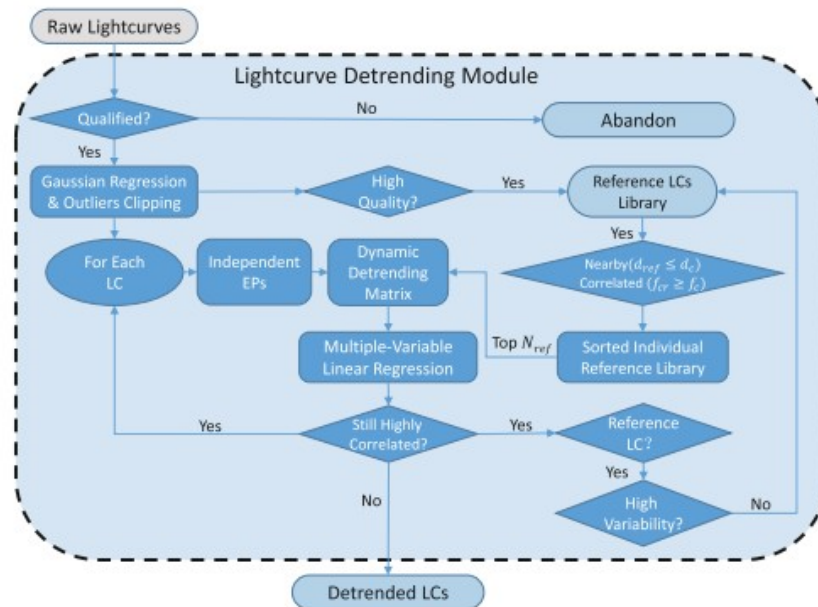 Raw Lightcurves
Lightcurve Detrending Module
Qualified?
No
Abandon
Yes
Gaussian Regression
& Outliers Clipping
High
Quality?
Yes
Reference LCs
Library
Yes
For Each
LC
Independent
EPs
Dynamic
Detrending
Matrix
Nearby(d_ref ≤ d_c)
Correlated (f_cr ≥ f_c)
Top N_ref
Multiple-Variable
Linear Regression
Sorted Individual
Reference Library
Yes
Still Highly
Correlated?
Yes
Reference
LC?
Yes
No
High
Variability?
No
Detrended LCs